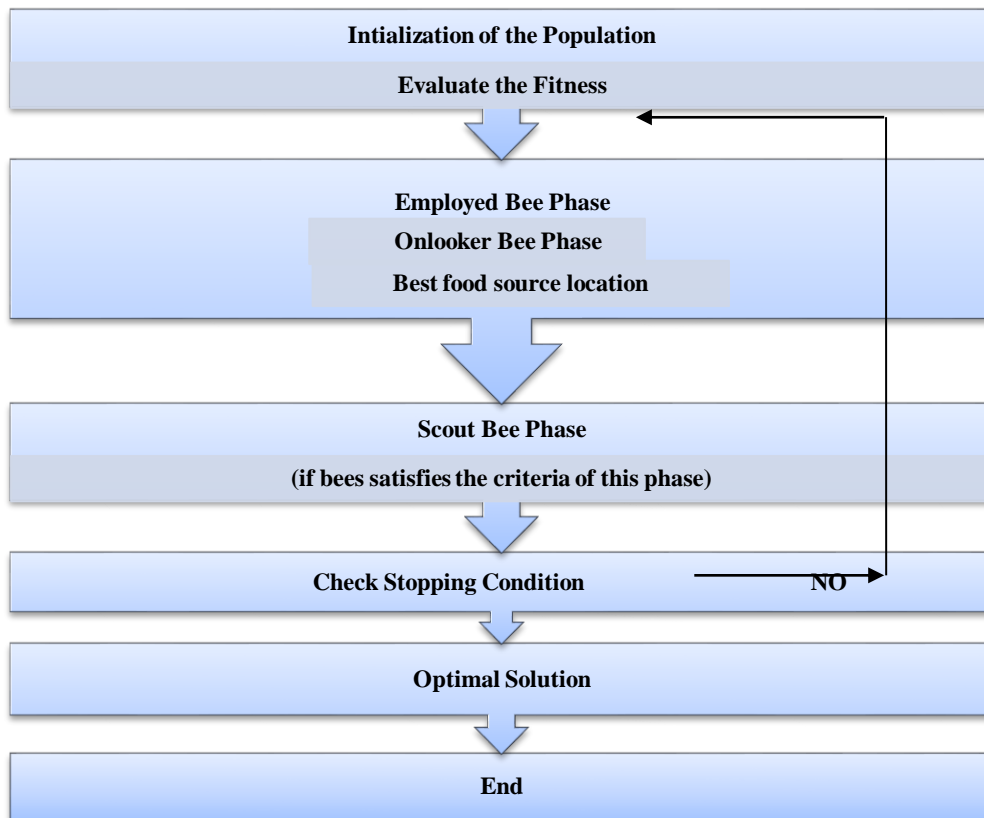 Intialization of the Population
Evaluate the Fitness
Employed Bee Phase
Onlooker Bee Phase
Best food source location
Scout Bee Phase
(if bees satisfies the criteria of this phase)
Check Stopping Condition NO
Optimal Solution
End